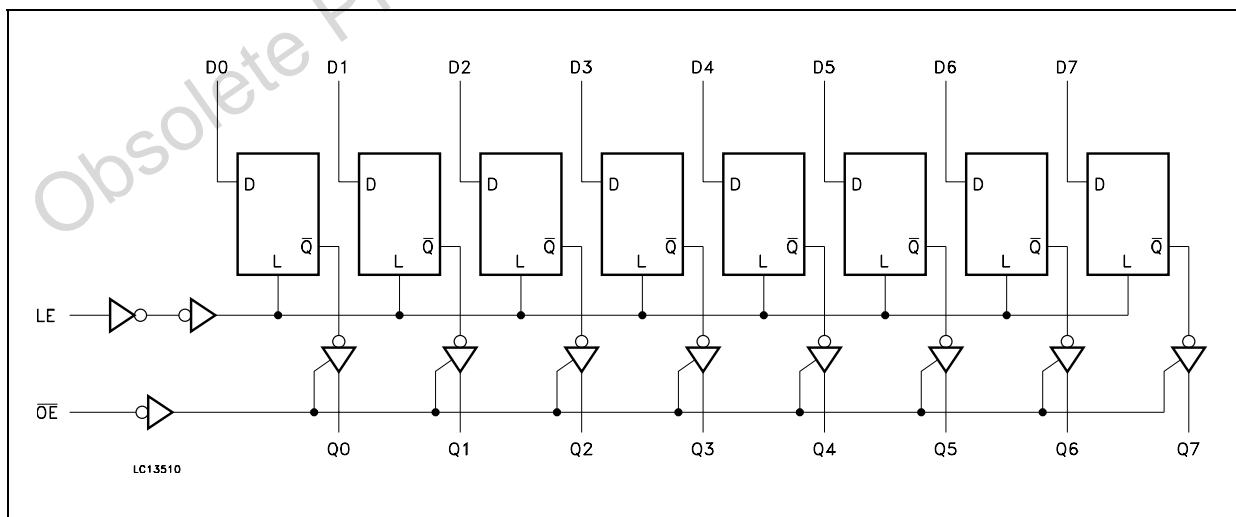 Obsolete Pr
D0 D1 D2 D3 D4 D5 D6 D7
D D D D D D D D
Q̅ Q̅ Q̅ Q̅ Q̅ Q̅ Q̅ Q̅
L L L L L L L L
LE
O̅E̅
Q0 Q1 Q2 Q3 Q4 Q5 Q6 Q7
LC13510